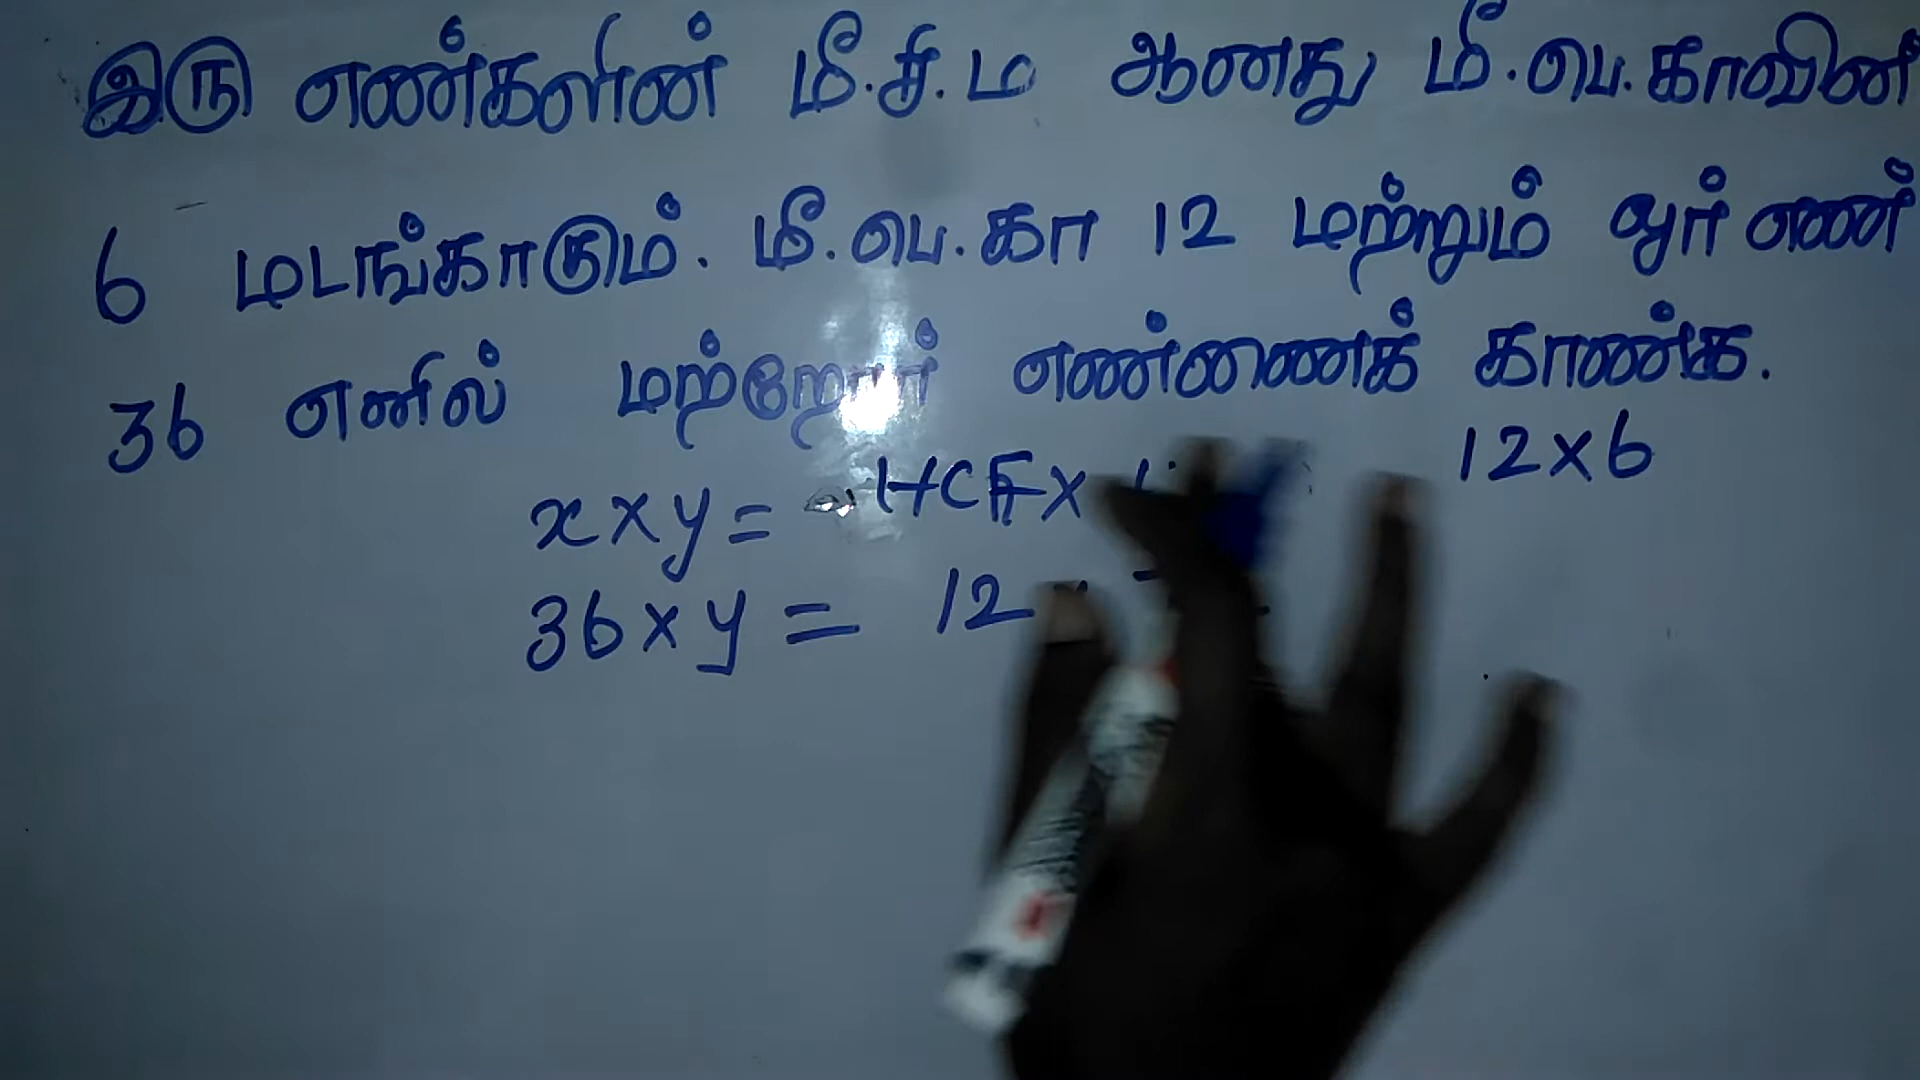 இரு எண்களின் மீ.சி.ம ஆனது மீ.பெ.காவின்
6 மடங்காகும். மீ.பெ.கா 12 மற்றும் ஓர் எண்
36 எனில் மற்றோர் எண்ணைக் காண்க.
12×6
x×y = HCF×
36×y = 12